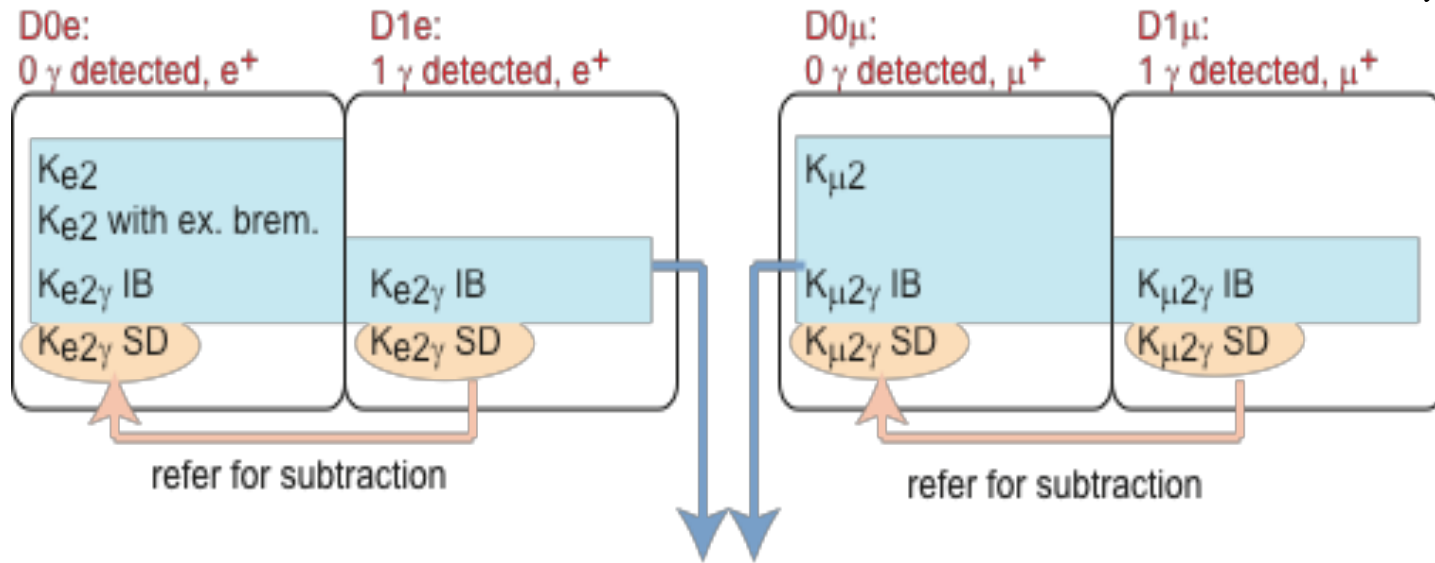 D0e:
0 γ detected, e⁺
D1e:
1 γ detected, e⁺
D0μ:
0 γ detected, μ⁺
D1μ:
1 γ detected, μ⁺
Ke2
Ke2 with ex. brem.
Ke2γ IB
Ke2γ SD
Ke2γ IB
Ke2γ SD
Kμ2
Kμ2γ IB
Kμ2γ SD
Kμ2γ IB
Kμ2γ SD
refer for subtraction
refer for subtraction